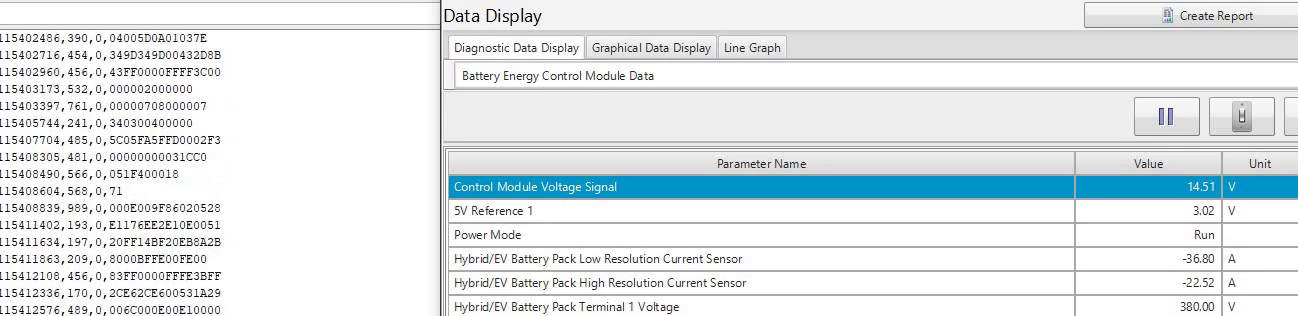 115402486,390,0,04005D0A01037E
115402716,454,0,349D349D00432D8B
115402960,456,0,43FF0000FFFF3C00
115403173,532,0,000002000000
115403397,761,0,00000708000007
115405744,241,0,340300400000
115407704,485,0,5C05FA5FFD0002F3
115408305,481,0,00000000031CC0
115408490,566,0,051F400018
115408604,568,0,71
115408839,989,0,000E009F86020528
115411402,193,0,E1176EE2E10E0051
115411634,197,0,20FF14BF20EB8A2B
115411863,209,0,8000BFFE00FE00
115412108,456,0,83FF0000FFFE3BFF
115412336,170,0,2CE62CE600531A29
115412576,489,0,006C000E00E10000
Data Display
Create Report
Diagnostic Data Display Graphical Data Display Line Graph
Battery Energy Control Module Data
Parameter Name Value Unit
Control Module Voltage Signal 14.51 V
5V Reference 1 3.02 V
Power Mode Run
Hybrid/EV Battery Pack Low Resolution Current Sensor -36.80 A
Hybrid/EV Battery Pack High Resolution Current Sensor -22.52 A
Hybrid/EV Battery Pack Terminal 1 Voltage 380.00 V